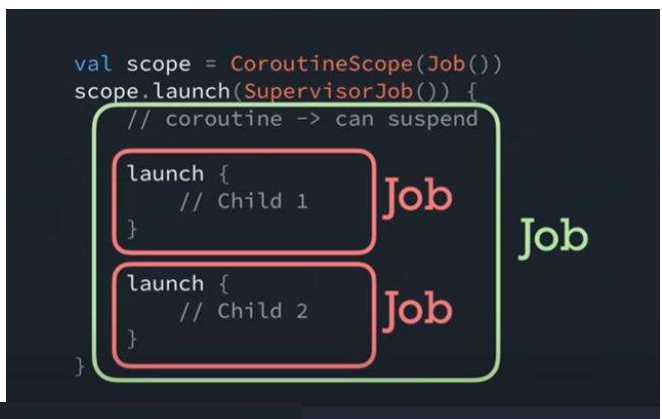 val scope = CoroutineScope(Job())
scope.launch(SupervisorJob()) {
// coroutine -> can suspend
launch {
// Child 1
}
Job
Job
launch {
// Child 2
}
Job
}